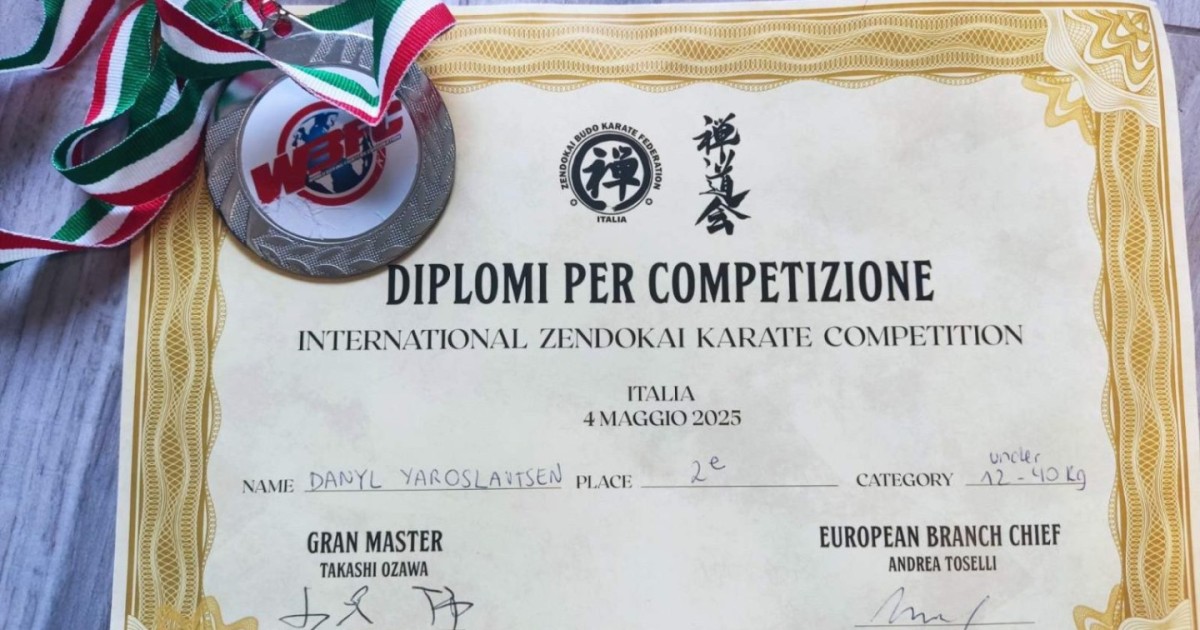 WBFC
ZENDOKAI BUDO KARATE FEDERATION
禅
ITALIA
禅道会
DIPLOMI PER COMPETIZIONE
INTERNATIONAL ZENDOKAI KARATE COMPETITION
ITALIA
4 MAGGIO 2025
NAME DANYL YAROSLAVTSEN PLACE 2e CATEGORY under 12 - 40 kg
GRAN MASTER
TAKASHI OZAWA
EUROPEAN BRANCH CHIEF
ANDREA TOSELLI